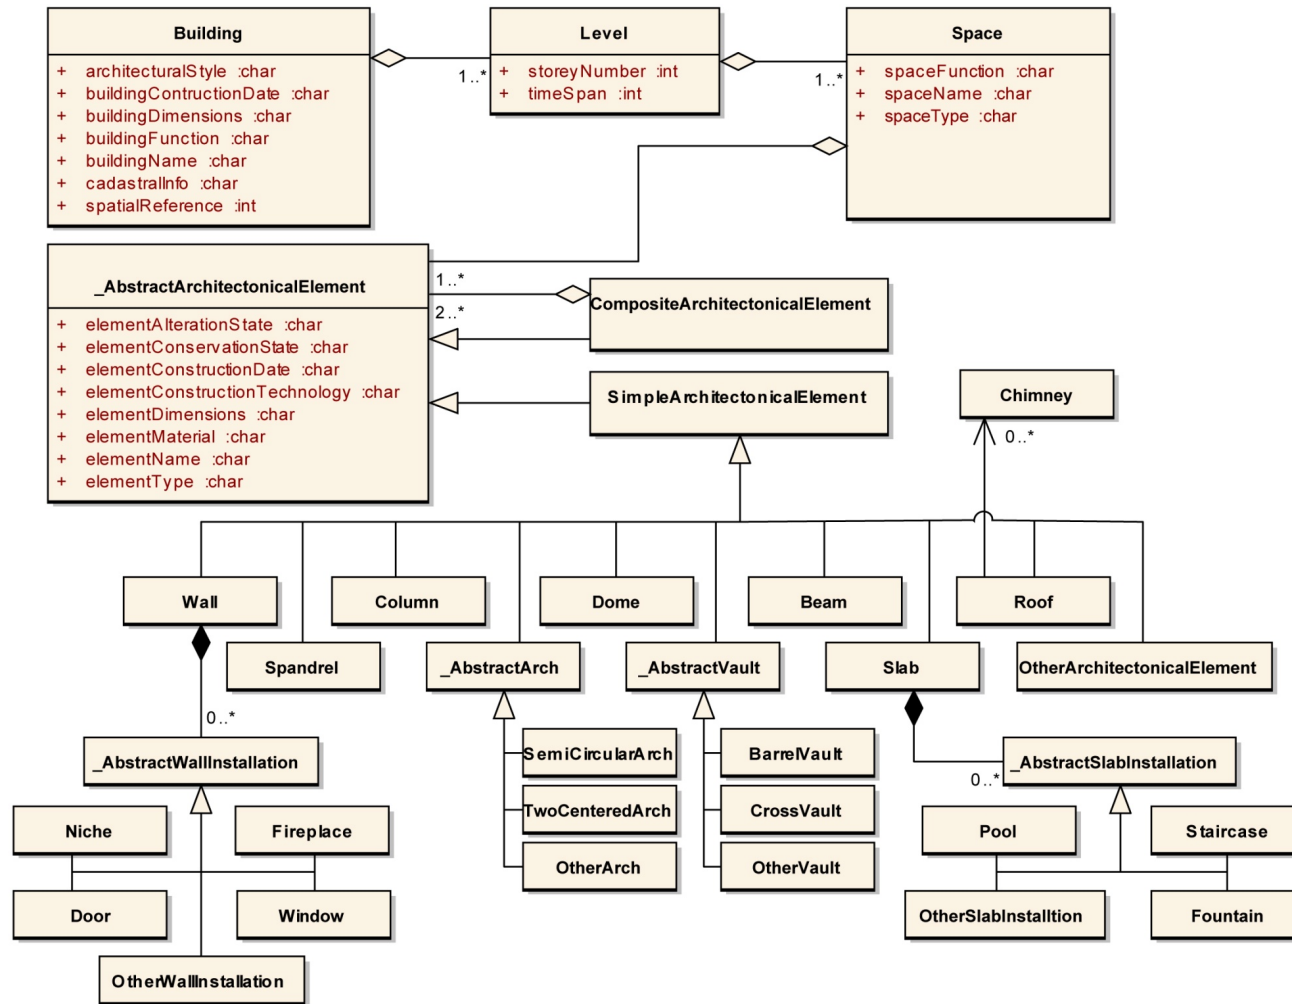 Building
+ architecturalStyle :char
+ buildingContructionDate :char
+ buildingDimensions :char
+ buildingFunction :char
+ buildingName :char
+ cadastralInfo :char
+ spatialReference :int
1..*
Level
+ storeyNumber :int
+ timeSpan :int
1..*
Space
+ spaceFunction :char
+ spaceName :char
+ spaceType :char
_AbstractArchitectonicalElement
+ elementAlterationState :char
+ elementConservationState :char
+ elementConstructionDate :char
+ elementConstructionTechnology :char
+ elementDimensions :char
+ elementMaterial :char
+ elementName :char
+ elementType :char
1..*
2..*
CompositeArchitectonicalElement
SimpleArchitectonicalElement
Chimney
0..*
Wall
Column
Dome
Beam
Roof
Spandrel
_AbstractArch
_AbstractVault
Slab
OtherArchitectonicalElement
0..*
_AbstractWallInstallation
SemiCircularArch
TwoCenteredArch
OtherArch
BarrelVault
CrossVault
OtherVault
0..*
_AbstractSlabInstallation
Niche
Fireplace
Door
Window
OtherWallInstallation
Pool
Staircase
OtherSlabInstalltion
Fountain